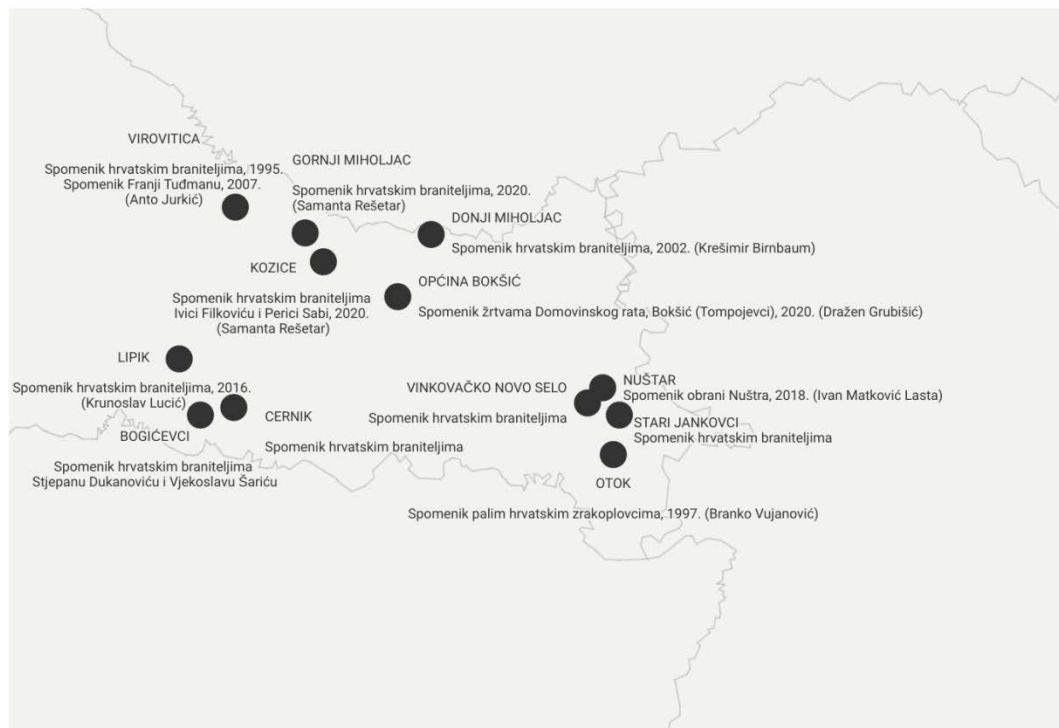 VIROVITICA
Spomenik hrvatskim braniteljima, 1995.
Spomenik Franji Tuđmanu, 2007.
(Anto Jurkić)
GORNJI MIHOLJAC
Spomenik hrvatskim braniteljima, 2020.
(Samanta Rešetar)
DONJI MIHOLJAC
Spomenik hrvatskim braniteljima, 2002. (Krešimir Birnbaum)
KOZICE
Spomenik hrvatskim braniteljima
Ivici Filkoviću i Perici Sabi, 2020.
(Samanta Rešetar)
OPĆINA BOKŠIĆ
Spomenik žrtvama Domovinskog rata, Bokšić (Tompojevci), 2020. (Dražen Grubišić)
LIPIK
Spomenik hrvatskim braniteljima, 2016.
(Krunoslav Lucić)
BOGIĆEVCI
Spomenik hrvatskim braniteljima
Stjepanu Dukanoviću i Vjekoslavu Šariću
CERNIK
Spomenik hrvatskim braniteljima
VINKOVAČKO NOVO SELO
Spomenik hrvatskim braniteljima
NUŠTAR
Spomenik obrani Nuštra, 2018. (Ivan Matković Lasta)
STARI JANKOVCI
Spomenik hrvatskim braniteljima
OTOK
Spomenik palim hrvatskim zrakoplovcima, 1997. (Branko Vujanović)